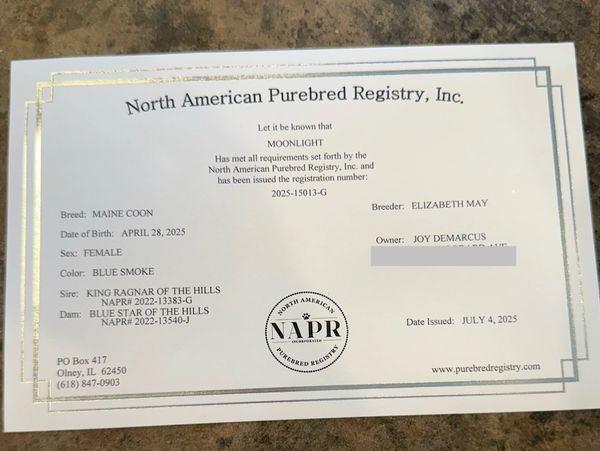 North American Purebred Registry, Inc.
Let it be known that
MOONLIGHT
Has met all requirements set forth by the
North American Purebred Registry, Inc. and
has been issued the registration number:
2025-15013-G
Breed: MAINE COON
Date of Birth: APRIL 28, 2025
Sex: FEMALE
Color: BLUE SMOKE
Sire: KING RAGNAR OF THE HILLS
NAPR# 2022-13383-G
Dam: BLUE STAR OF THE HILLS
NAPR# 2022-13540-J
Breeder: ELIZABETH MAY
Owner: JOY DEMARCUS
NORTH AMERICAN
NAPR
INCORPORATED
PUREBRED REGISTRY
Date Issued: JULY 4, 2025
PO Box 417
Olney, IL 62450
(618) 847-0903
www.purebredregistry.com